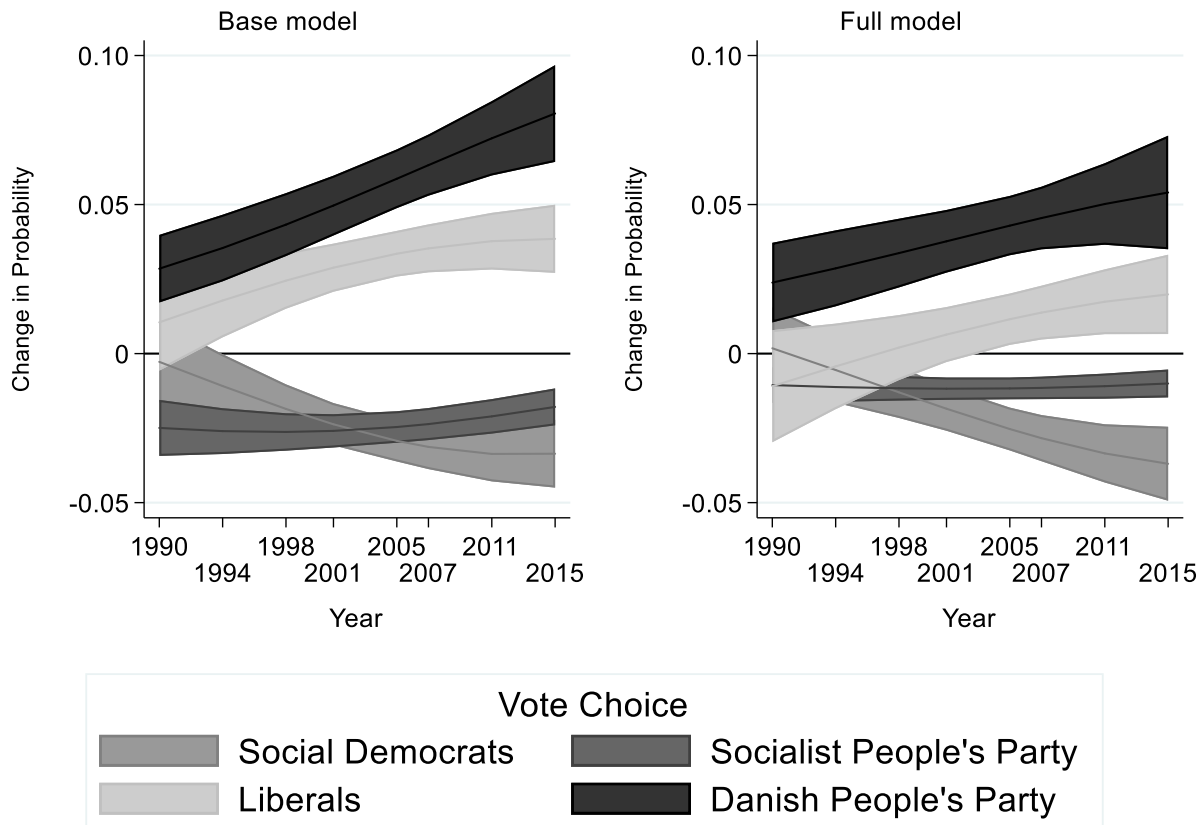 Base model
Full model
0.10
0.05
0
-0.05
Change in Probability
1990 1998 2005 2011
1994 2001 2007 2015
Year
0.10
0.05
0
-0.05
Change in Probability
1990 1998 2005 2011
1994 2001 2007 2015
Year
Vote Choice
Social Democrats
Socialist People's Party
Liberals
Danish People's Party